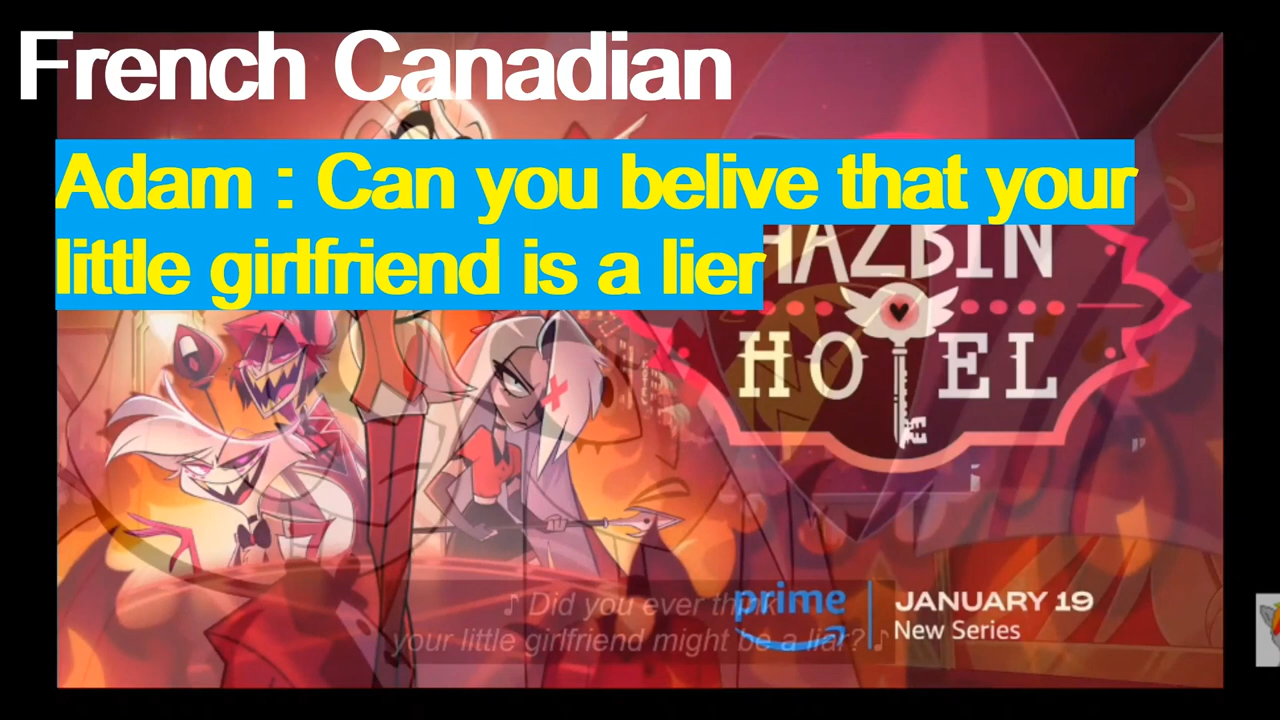 French Canadian
Adam : Can you belive that your
little girlfriend is a lier
HAZBIN
HOTEL
♪ Did you ever think
your little girlfriend might be a liar? ♪
prime
JANUARY 19
New Series